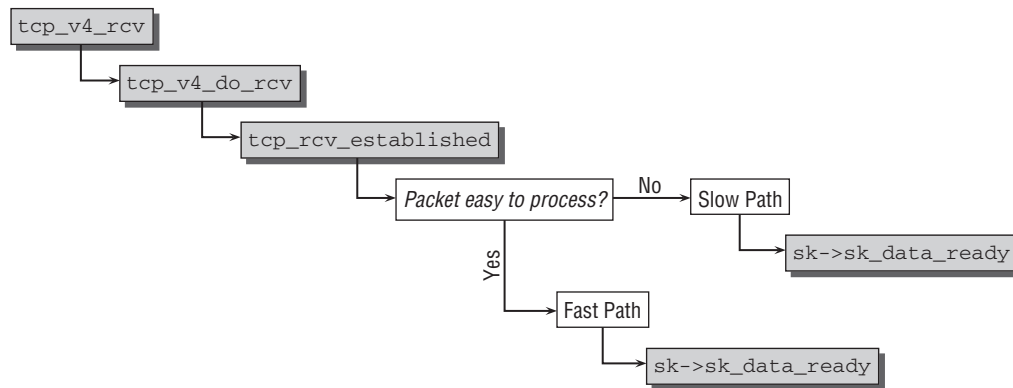 tcp_v4_rcv
tcp_v4_do_rcv
tcp_rcv_established
Packet easy to process?
No
Slow Path
sk->sk_data_ready
Yes
Fast Path
sk->sk_data_ready